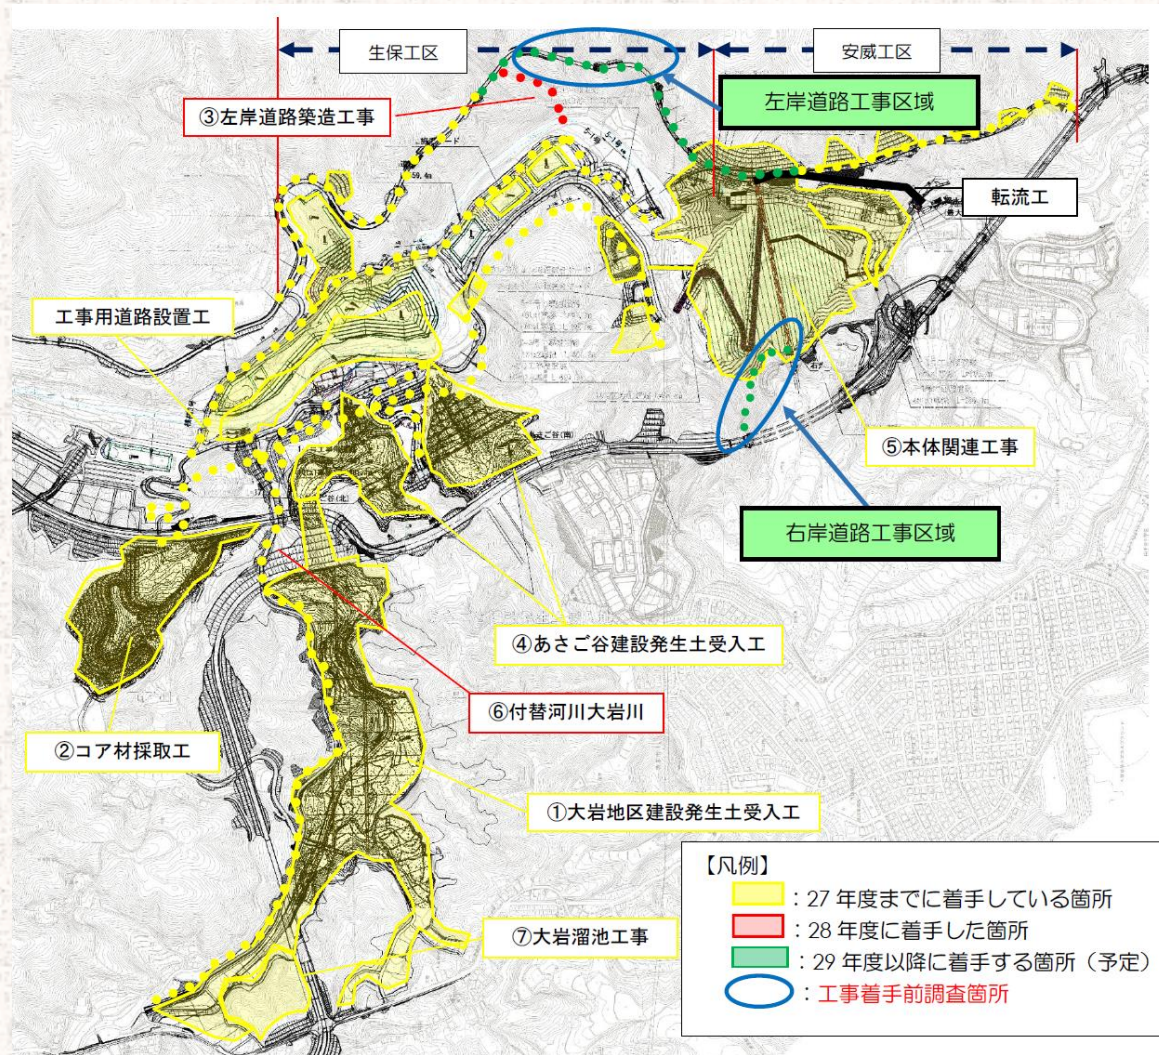 生保工区
安威工区
③左岸道路築造工事
左岸道路工事区域
転流工
工事用道路設置工
⑤本体関連工事
右岸道路工事区域
④あさご谷建設発生土受入工
⑥付替河川大岩川
②コア材採取工
①大岩地区建設発生土受入工
⑦大岩溜池工事
【凡例】
：27年度までに着手している箇所
：28年度に着手した箇所
：29年度以降に着手する箇所（予定）
：工事着手前調査箇所